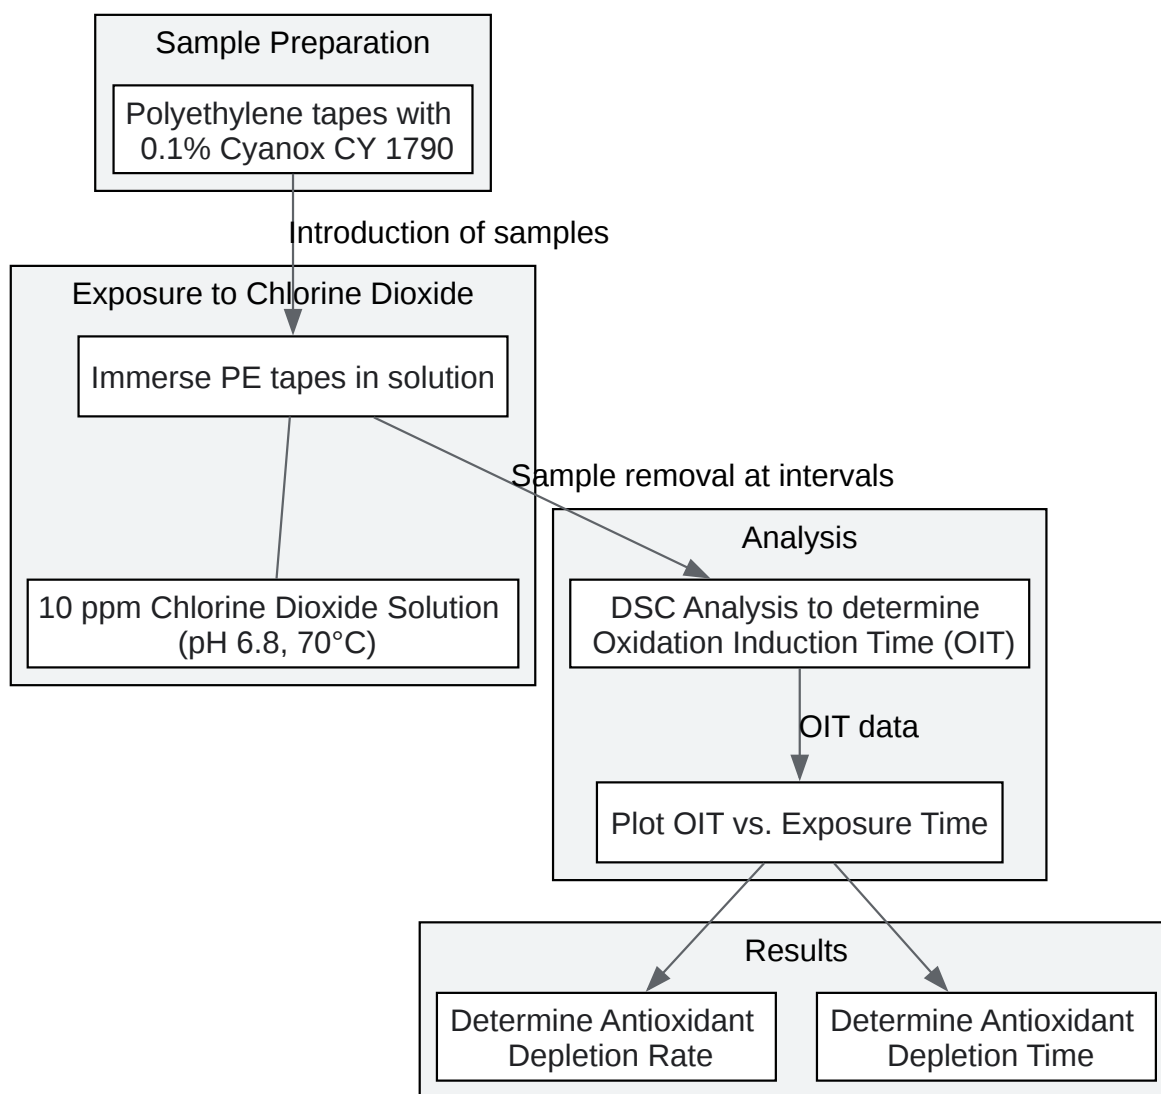 Sample Preparation
Polyethylene tapes with
0.1% Cyanox CY 1790
Introduction of samples
Exposure to Chlorine Dioxide
Immerse PE tapes in solution
Sample removal at intervals
Analysis
10 ppm Chlorine Dioxide Solution
(pH 6.8, 70°C)
DSC Analysis to determine
Oxidation Induction Time (OIT)
OIT data
Plot OIT vs. Exposure Time
Results
Determine Antioxidant
Depletion Rate
Determine Antioxidant
Depletion Time